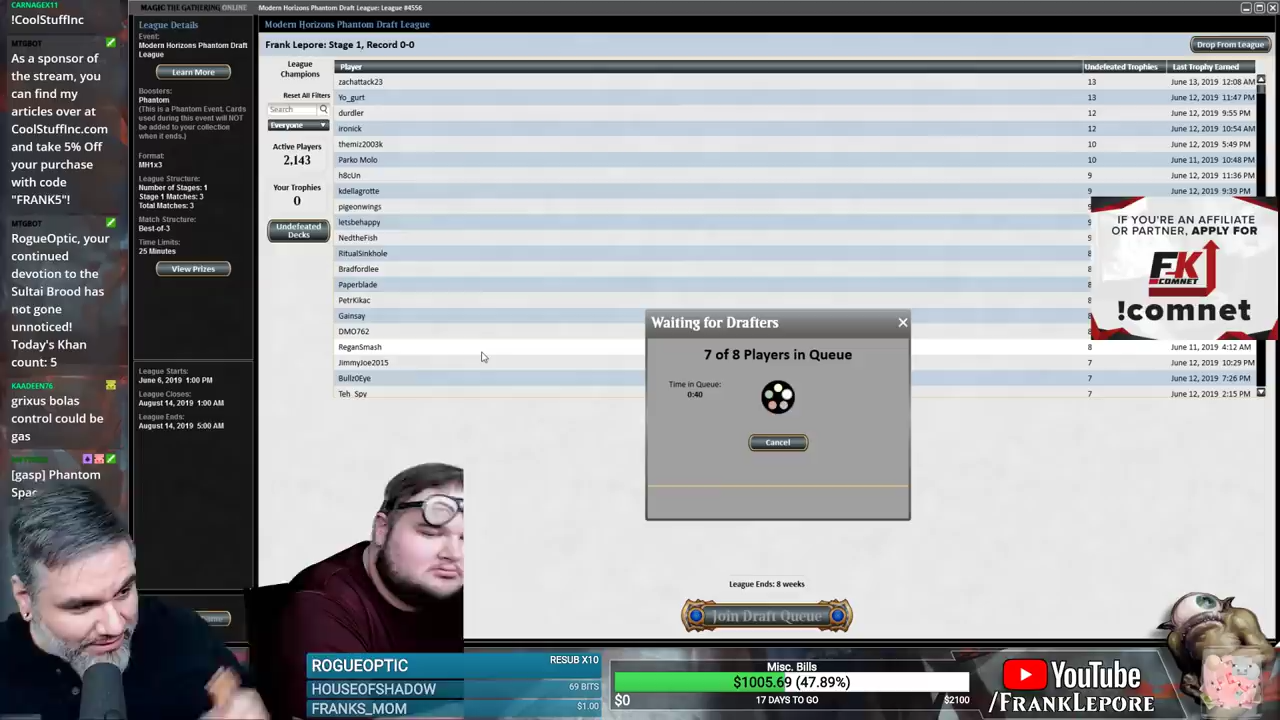 CARNAGEX11
!CoolStuffInc
MTGBOT
As a sponsor of
the stream, you
can find my
articles over at
CoolStuffInc.com
and take 5% Off
your purchase
with code
"FRANK5"!
MTGBOT
RogueOptic, your
continued
devotion to the
Sultai Brood has
not gone
unnoticed!
Today's Khan
count: 5
KAADEEN76
grixus bolas
control could be
gas
[gasp] Phantom
MAGIC THE GATHERING ONLINE
Modern Horizons Phantom Draft League: League #4556
League Details
Event:
Modern Horizons Phantom Draft
League
Learn More
Boosters:
Phantom
(This is a Phantom Event. Cards
used during this event will NOT
be added to your collection
when it ends.)
Format:
MH1x3
League Structure:
Number of Stages: 1
Stage 1 Matches: 3
Total Matches: 3
Match Structure:
Best-of-3
Time Limits:
25 Minutes
View Prizes
League Starts:
June 6, 2019 1:00 PM
League Closes:
August 14, 2019 1:00 AM
League Ends:
August 14, 2019 5:00 AM
Modern Horizons Phantom Draft League
Frank Lepore: Stage 1, Record 0-0
Drop From League
League
Champions
Reset All Filters
Search
Everyone
Active Players
2,143
Your Trophies
0
Undefeated
Decks
Player Undefeated Trophies Last Trophy Earned
zachattack23 13 June 13, 2019 12:08 AM
Yo_gurt 13 June 12, 2019 11:47 PM
durdler 12 June 12, 2019 9:55 PM
ironick 12 June 12, 2019 10:54 AM
themiz2003k 10 June 12, 2019 5:49 PM
Parko Molo 10 June 11, 2019 10:48 PM
h8cUn 9 June 12, 2019 11:36 PM
kdellagrotte 9 June 12, 2019 9:39 PM
pigeonwings 9
letsbehappy 9
NedtheFish 9
RitualSinkhole 8
Bradfordlee 8
Paperblade 8
PetrKikac 8
Gainsay 8
DMO762 8
ReganSmash 8 June 11, 2019 4:12 AM
JimmyJoe2015 7 June 12, 2019 10:29 PM
Bullz0Eye 7 June 12, 2019 7:26 PM
Teh_Spy 7 June 12, 2019 2:15 PM
IF YOU'RE AN AFFILIATE
OR PARTNER, APPLY FOR
F2K
COMNET
!comnet
Waiting for Drafters
7 of 8 Players in Queue
Time in Queue:
0:40
Cancel
League Ends: 8 weeks
Join Draft Queue
ROGUEOPTIC RESUB X10
HOUSEOFSHADOW 69 BITS
FRANKS_MOM $1.00
Misc. Bills
$1005.69 (47.89%)
$0 17 DAYS TO GO $2100
YouTube
/FRANKLEPORE